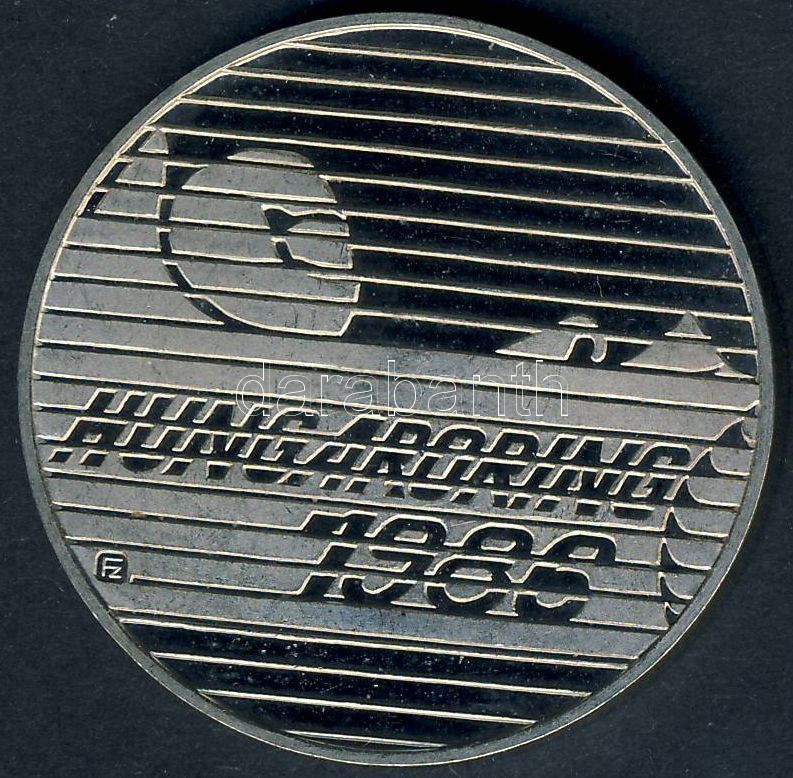 darabanth
HUNGARORING
1986
FZ